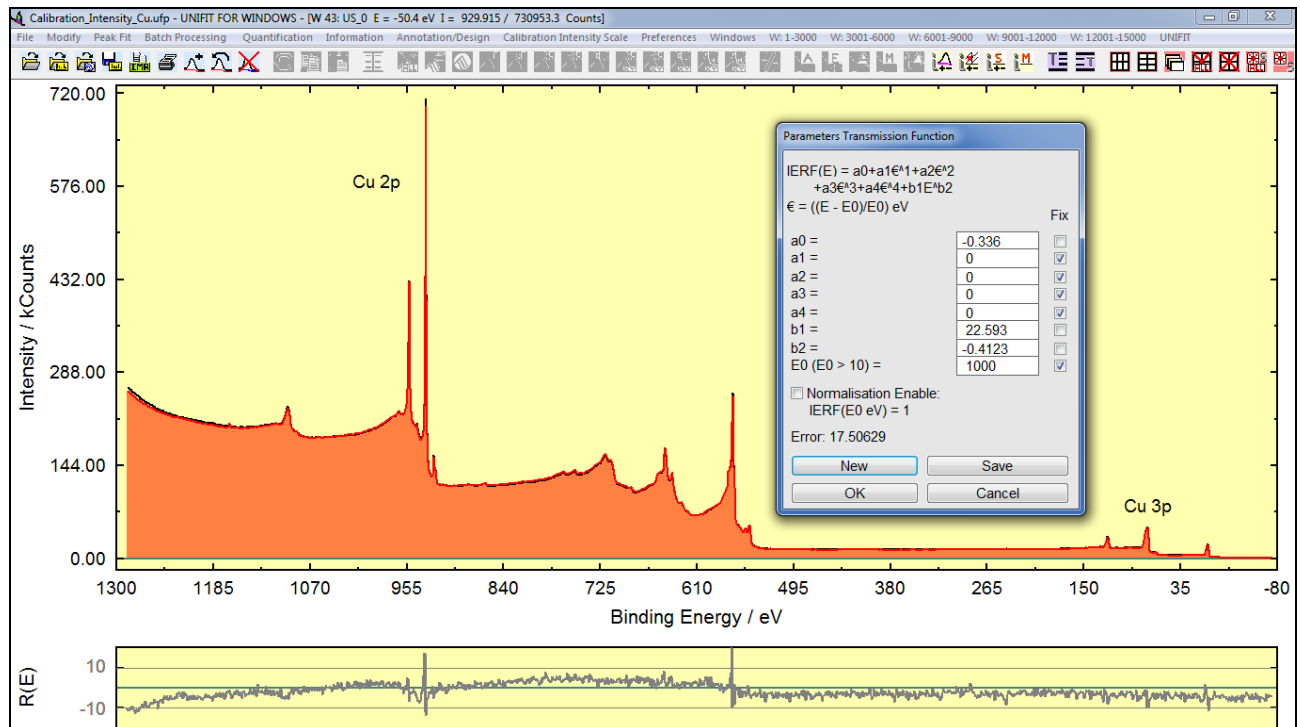 Calibration_Intensity_Cu.ufp - UNIFIT FOR WINDOWS - [W 43: US_0 E = -50.4 eV I = 929.915 / 730953.3 Counts]
File Modify Peak Fit Batch Processing Quantification Information Annotation/Design Calibration Intensity Scale Preferences Windows W: 1-3000 W: 3001-6000 W: 6001-9000 W: 9001-12000 W: 12001-15000 UNIFIT
720.00
576.00
432.00
288.00
144.00
0.00
Intensity / kCounts
Cu 2p
Cu 3p
1300 1185 1070 955 840 725 610 495 380 265 150 35 -80
Binding Energy / eV
R(E)
10
-10
Parameters Transmission Function
IERF(E) = a0+a1€^1+a2€^2
+a3€^3+a4€^4+b1E^b2
€ = ((E - E0)/E0) eV
Fix
a0 = -0.336
a1 = 0
a2 = 0
a3 = 0
a4 = 0
b1 = 22.593
b2 = -0.4123
E0 (E0 > 10) = 1000
Normalisation Enable:
IERF(E0 eV) = 1
Error: 17.50629
New Save
OK Cancel